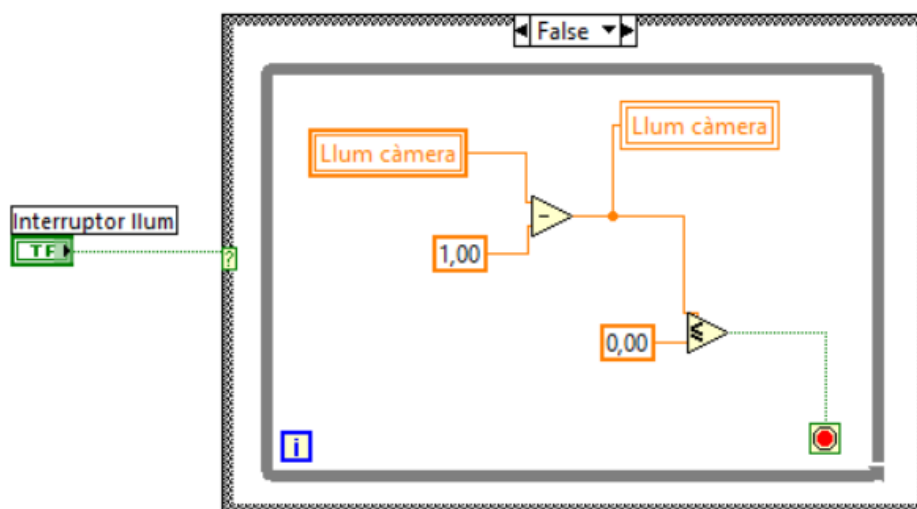 False
Llum càmera
Llum càmera
Interruptor llum
TF
?
-
1,00
≤
0,00
i